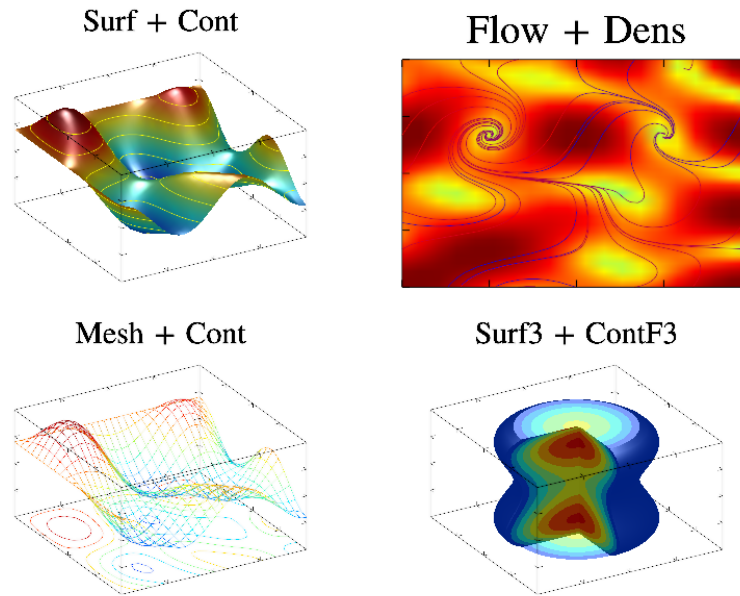 Surf + Cont
Flow + Dens
Mesh + Cont
Surf3 + ContF3